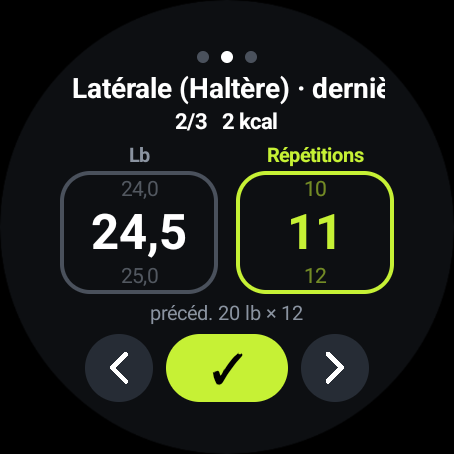 Latérale (Haltère) · derniè
2/3 2 kcal
Lb
Répétitions
24,0
10
24,5
11
25,0
12
précéd. 20 lb × 12